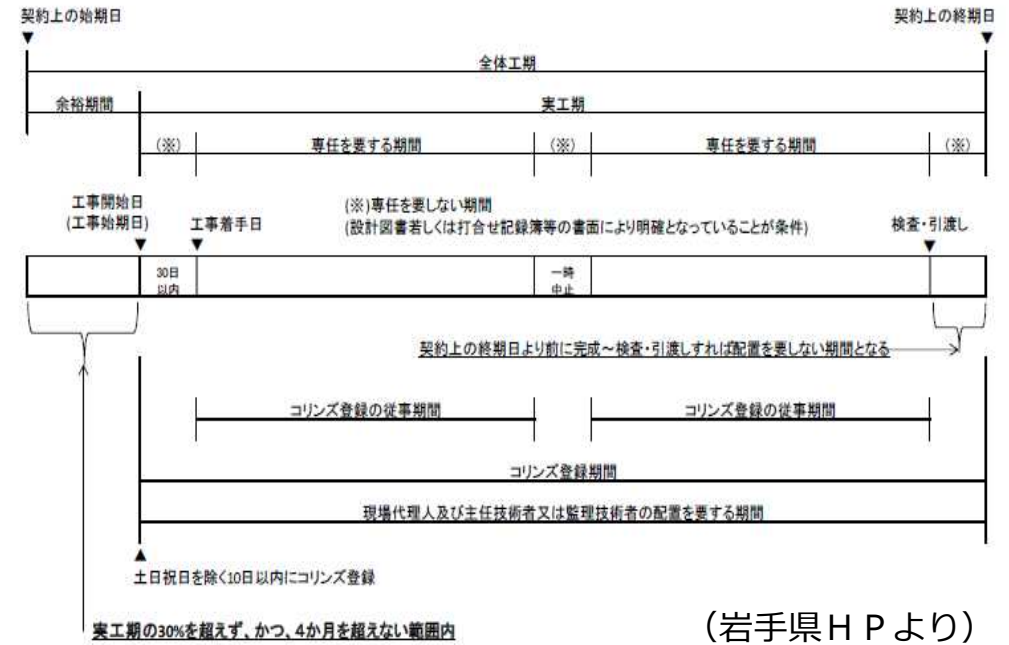 契約上の始期日
契約上の終期日
▼
▼
全体工期
余裕期間
実工期
(※)
専任を要する期間
(※)
専任を要する期間
(※)
工事開始日
(工事始期日)
▼
工事着手日
▼
(※)専任を要しない期間
(設計図書若しくは打合せ記録簿等の書面により明確となっていることが条件)
検査・引渡し
▼
30日
以内
一時
中止
契約上の終期日より前に完成～検査・引渡しすれば配置を要しない期間となる
コリンズ登録の従事期間
コリンズ登録の従事期間
コリンズ登録期間
現場代理人及び主任技術者又は監理技術者の配置を要する期間
▲
土日祝日を除く10日以内にコリンズ登録
実工期の30%を超えず、かつ、4か月を超えない範囲内
（岩手県ＨＰより）